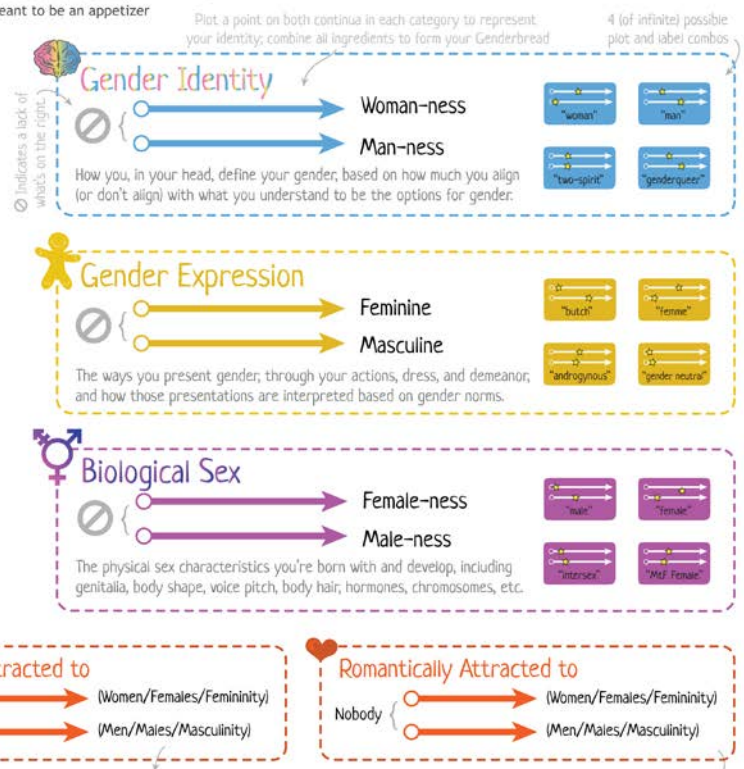 eant to be an appetizer
Plot a point on both continua in each category to represent
your identity; combine all ingredients to form your Genderbread
4 (of infinite) possible
plot and label combos
Indicates a lack of
what's on the right.
Gender Identity
Woman-ness
Man-ness
How you, in your head, define your gender, based on how much you align
(or don't align) with what you understand to be the options for gender.
"woman"
"man"
"two-spirit"
"genderqueer"
Gender Expression
Feminine
Masculine
The ways you present gender, through your actions, dress, and demeanor,
and how those presentations are interpreted based on gender norms.
"butch"
"femme"
"androgynous"
"gender neutral"
Biological Sex
Female-ness
Male-ness
The physical sex characteristics you're born with and develop, including
genitalia, body shape, voice pitch, body hair, hormones, chromosomes, etc.
"male"
"female"
"intersex"
"MtF Female"
racted to
(Women/Females/Femininity)
(Men/Males/Masculinity)
Romantically Attracted to
Nobody
(Women/Females/Femininity)
(Men/Males/Masculinity)